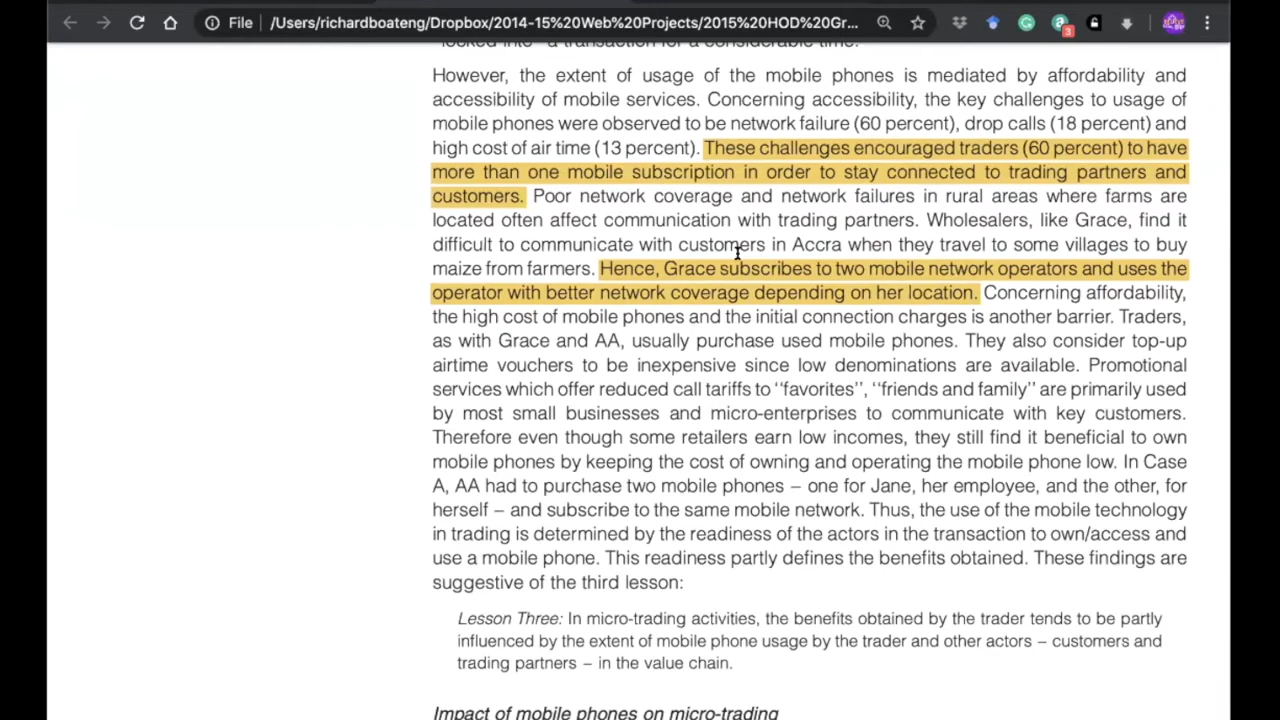 File /Users/richardboateng/Dropbox/2014-15%20Web%20Projects/2015%20HOD%20Gr...
3
looked into" a transaction for a considerable time.
However, the extent of usage of the mobile phones is mediated by affordability and
accessibility of mobile services. Concerning accessibility, the key challenges to usage of
mobile phones were observed to be network failure (60 percent), drop calls (18 percent) and
high cost of air time (13 percent). These challenges encouraged traders (60 percent) to have
more than one mobile subscription in order to stay connected to trading partners and
customers. Poor network coverage and network failures in rural areas where farms are
located often affect communication with trading partners. Wholesalers, like Grace, find it
difficult to communicate with customers in Accra when they travel to some villages to buy
maize from farmers. Hence, Grace subscribes to two mobile network operators and uses the
operator with better network coverage depending on her location. Concerning affordability,
the high cost of mobile phones and the initial connection charges is another barrier. Traders,
as with Grace and AA, usually purchase used mobile phones. They also consider top-up
airtime vouchers to be inexpensive since low denominations are available. Promotional
services which offer reduced call tariffs to ‘‘favorites’’, ‘‘friends and family’’ are primarily used
by most small businesses and micro-enterprises to communicate with key customers.
Therefore even though some retailers earn low incomes, they still find it beneficial to own
mobile phones by keeping the cost of owning and operating the mobile phone low. In Case
A, AA had to purchase two mobile phones – one for Jane, her employee, and the other, for
herself – and subscribe to the same mobile network. Thus, the use of the mobile technology
in trading is determined by the readiness of the actors in the transaction to own/access and
use a mobile phone. This readiness partly defines the benefits obtained. These findings are
suggestive of the third lesson:
Lesson Three: In micro-trading activities, the benefits obtained by the trader tends to be partly
influenced by the extent of mobile phone usage by the trader and other actors – customers and
trading partners – in the value chain.
Impact of mobile phones on micro-trading